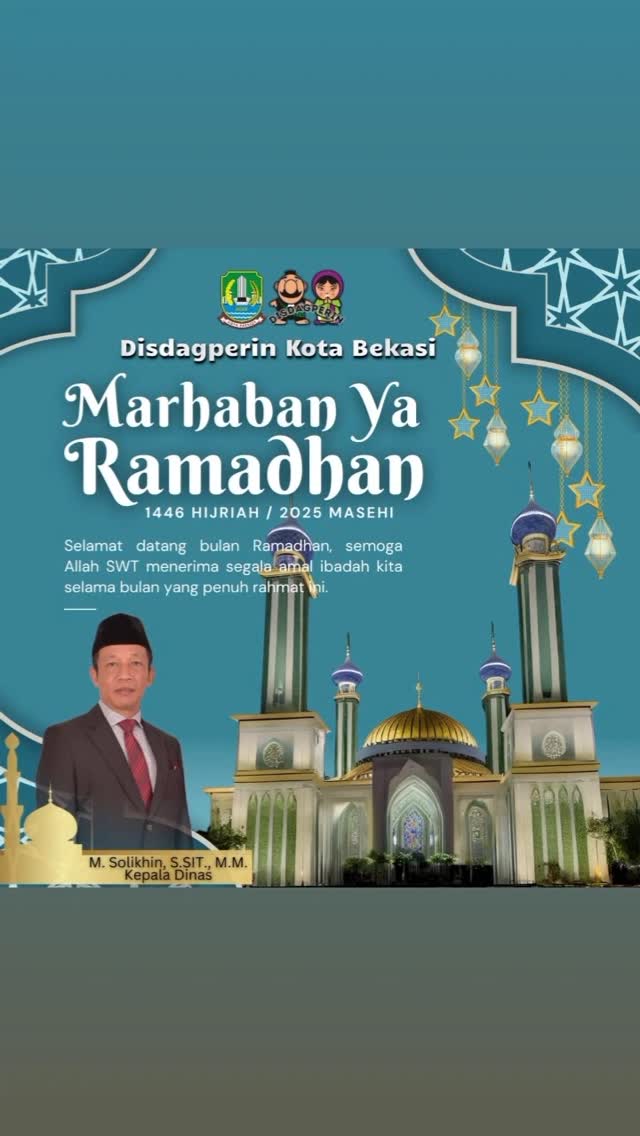 DISDAGPERIN
Disdagperin Kota Bekasi
Marhaban Ya
Ramadhan
1446 HIJRIAH / 2025 MASEHI
Selamat datang bulan Ramadhan, semoga
Allah SWT menerima segala amal ibadah kita
selama bulan yang penuh rahmat ini.
M. Solikhin, S.SIT., M.M.
Kepala Dinas